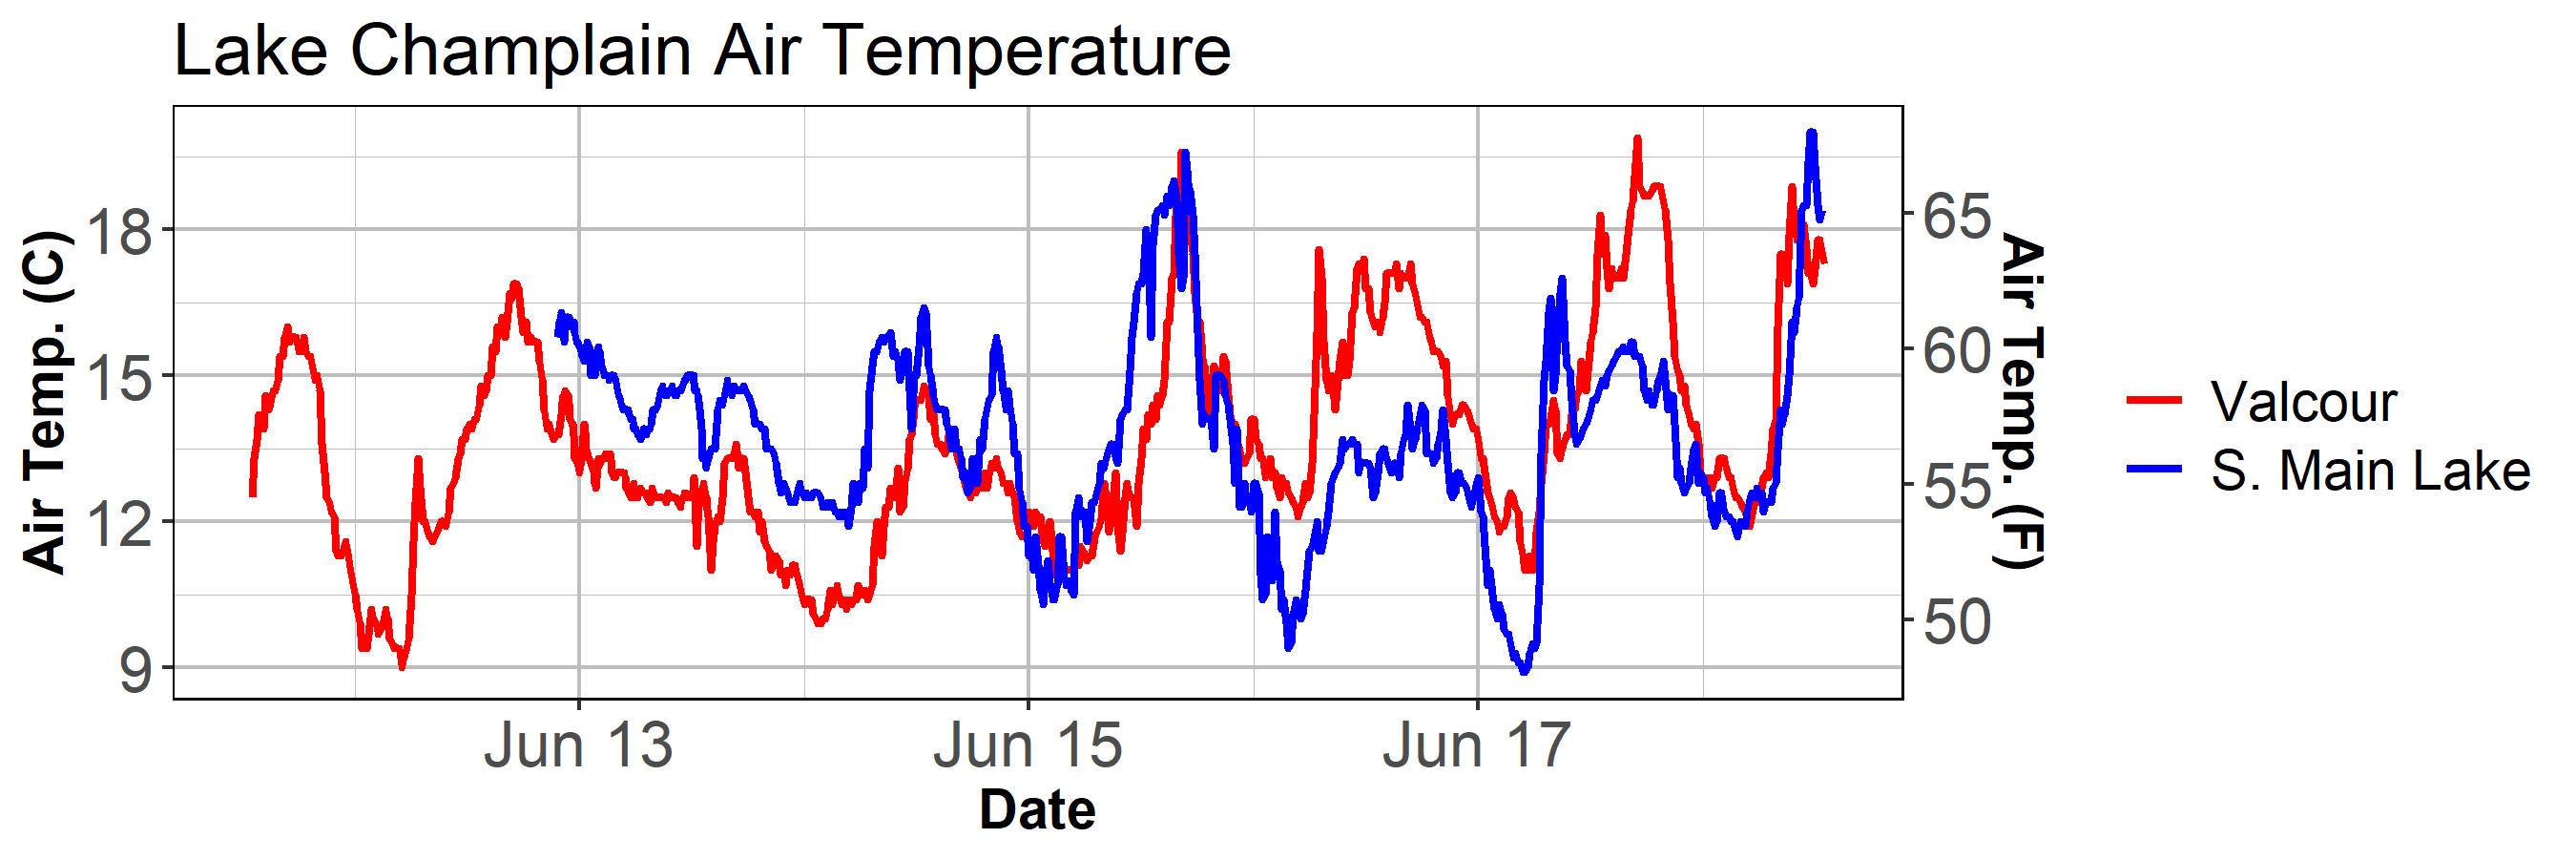 Lake Champlain Air Temperature
Air Temp. (C)
18
15
12
9
65
60
55
50
Air Temp. (F)
Jun 13 Jun 15 Jun 17
Date
Valcour
S. Main Lake